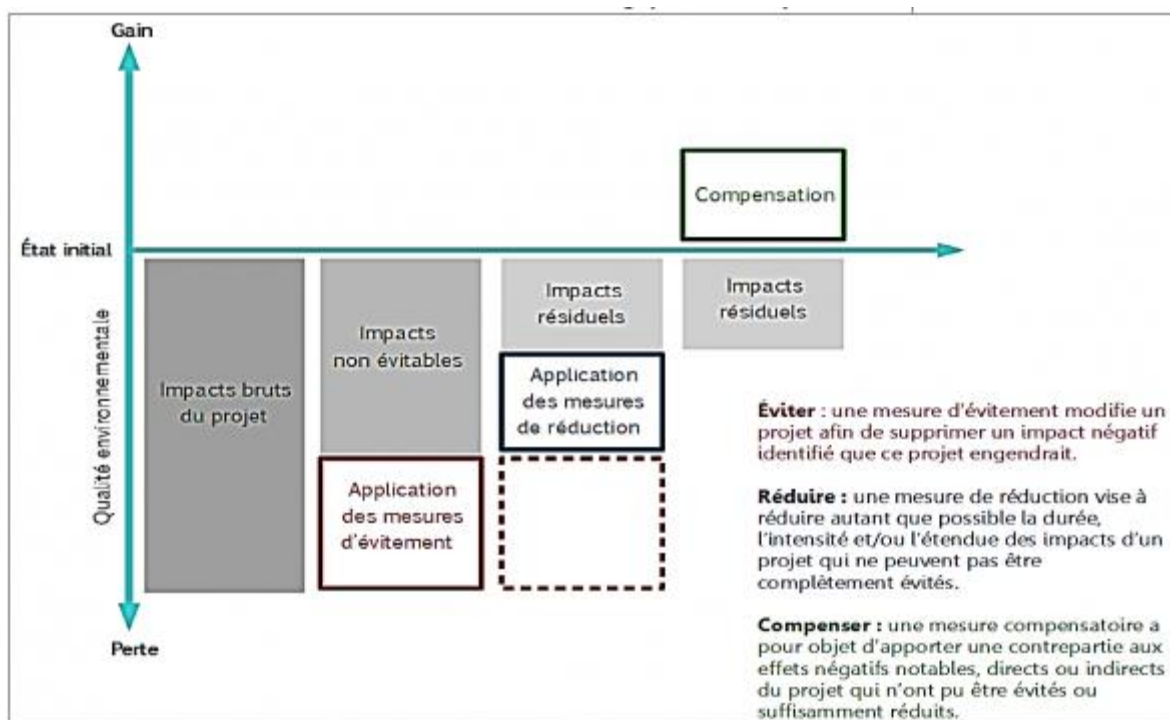 Gain
Compensation
État initial
Qualité environnementale
Impacts bruts
du projet
Impacts
non évitables
Application
des mesures
d'évitement
Impacts
résiduels
Application
des mesures
de réduction
Impacts
résiduels
Perte
Éviter : une mesure d'évitement modifie un
projet afin de supprimer un impact négatif
identifié que ce projet engendrait.
Réduire : une mesure de réduction vise à
réduire autant que possible la durée,
l'intensité et/ou l'étendue des impacts d'un
projet qui ne peuvent pas être
complètement évités.
Compenser : une mesure compensatoire a
pour objet d'apporter une contrepartie aux
effets négatifs notables, directs ou indirects
du projet qui n'ont pu être évités ou
suffisamment réduits.